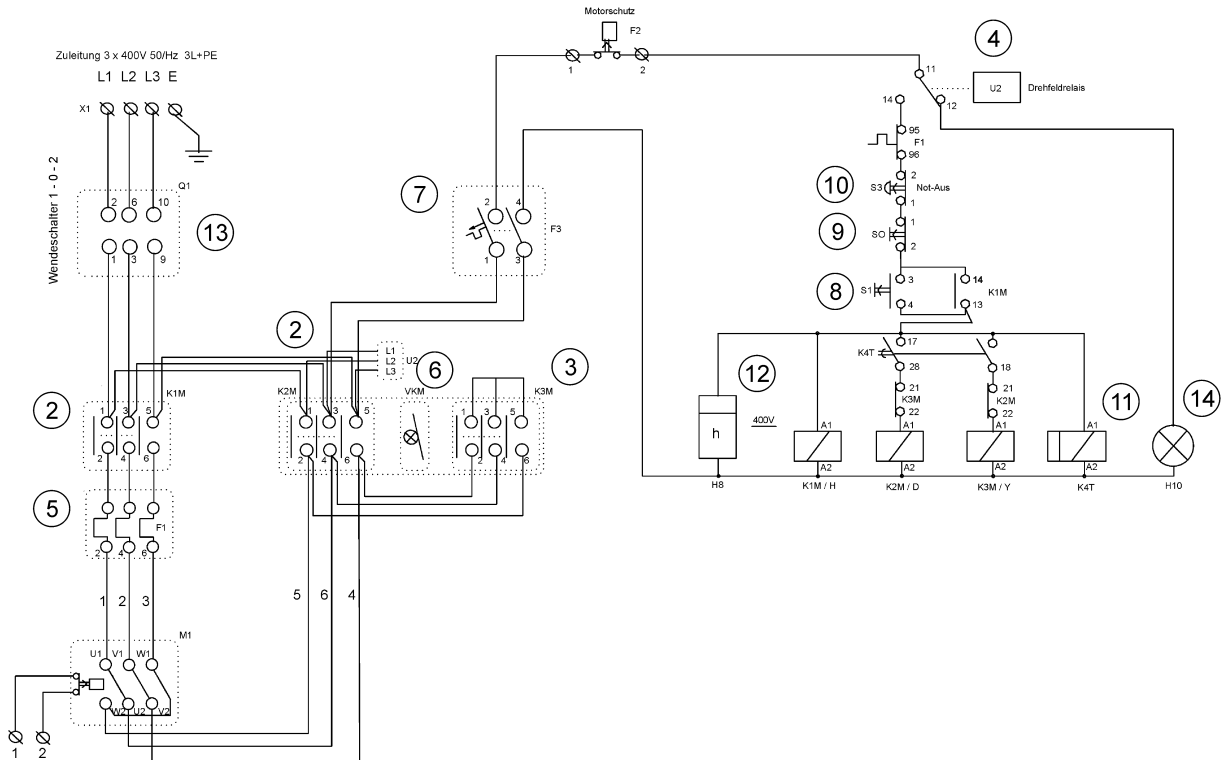 Motorschutz
F2
1
2
4
Zuleitung 3 x 400V 50/Hz 3L+PE
L1 L2 L3 E
X1
11
U2
Drehfeldrelais
12
14
95
F1
96
Wendeschalter 1 - 0 - 2
Q1
2 6 10
13
1 3 9
7
2 4
F3
1 3
10
S3
2
Not-Aus
1
9
SO
1
2
8
S1
3
4
14
K1M
13
2
L1
L2
L3
U2
6
3
K4T
17
28
18
21
K3M
22
21
K2M
22
12
400V
h
11
14
2
K1M
1 3 5
2 4 6
K2M
1 3 5
2 4 6
VKM
K3M
1 3 5
2 4 6
A1 A1 A1 A1
A2 A2 A2 A2
H8
K1M / H
K2M / D
K3M / Y
K4T
H10
5
F1
2 4 6
1 2 3
5 6 4
M1
U1 V1 W1
W2 U2 V2
1 2